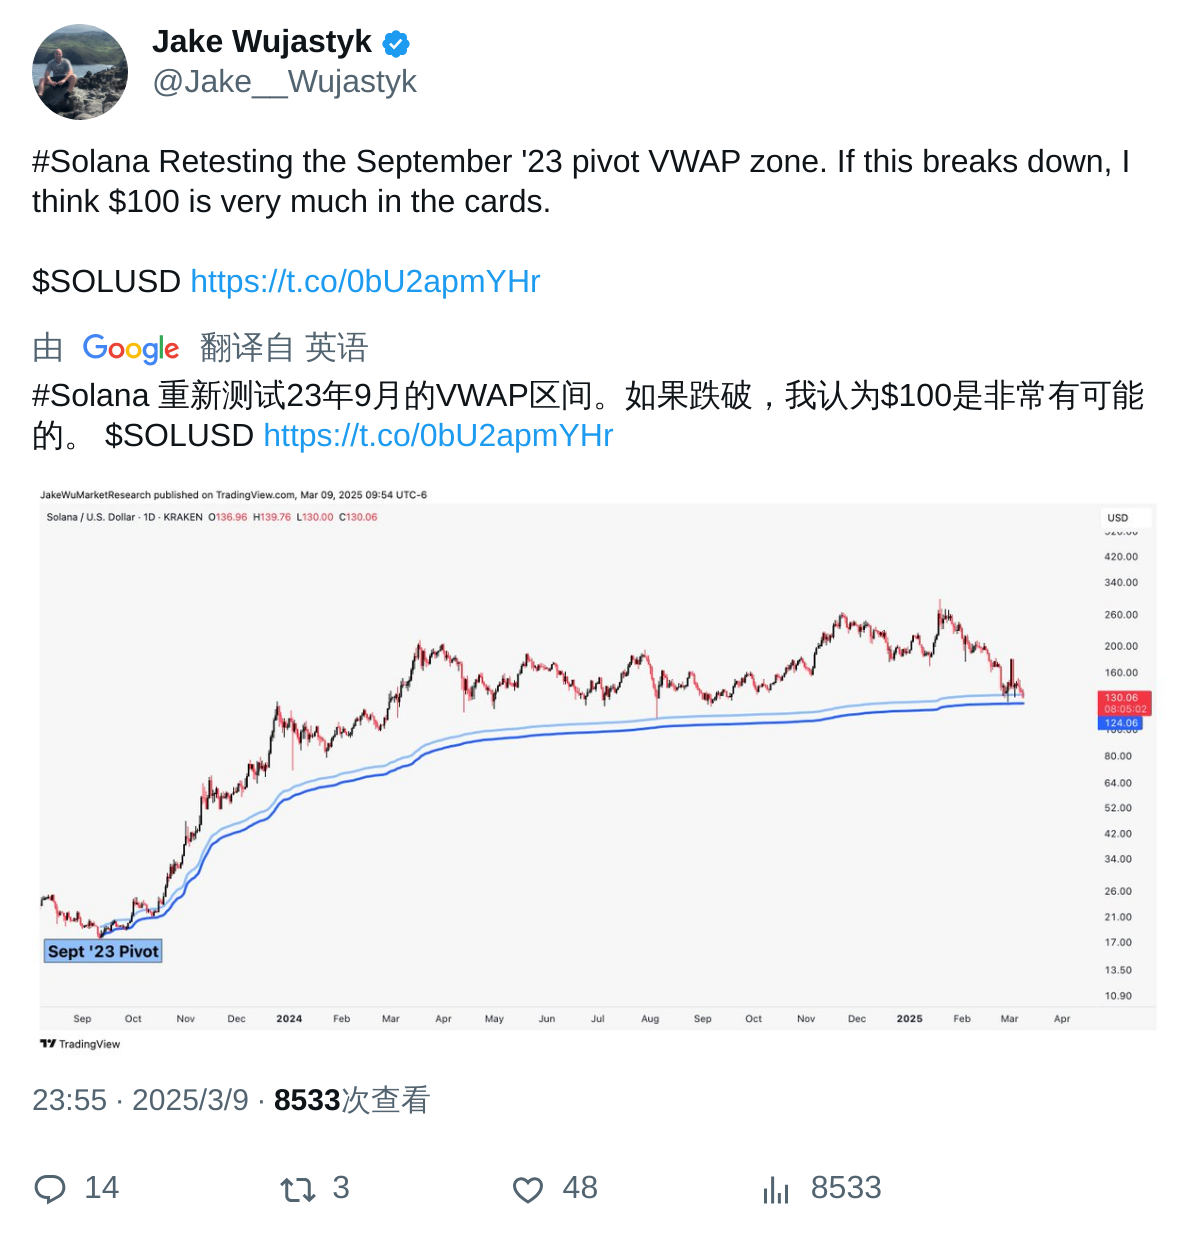 Jake Wujastyk
@Jake__Wujastyk
#Solana Retesting the September '23 pivot VWAP zone. If this breaks down, I
think $100 is very much in the cards.
$SOLUSD https://t.co/0bU2apmYHr
由 Google 翻译自 英语
#Solana 重新测试23年9月的VWAP区间。如果跌破，我认为$100是非常有可能
的。 $SOLUSD https://t.co/0bU2apmYHr
JakeWuMarketResearch published on TradingView.com, Mar 09, 2025 09:54 UTC-6
Solana / U.S. Dollar · 1D · KRAKEN O136.96 H139.76 L130.00 C130.06
USD
520.00
420.00
340.00
260.00
200.00
160.00
130.06
08:05:02
124.06
100.00
80.00
64.00
52.00
42.00
34.00
26.00
21.00
17.00
13.50
10.90
Sept '23 Pivot
Sep Oct Nov Dec 2024 Feb Mar Apr May Jun Jul Aug Sep Oct Nov Dec 2025 Feb Mar Apr
TradingView
23:55 · 2025/3/9 · 8533次查看
14 3 48 8533